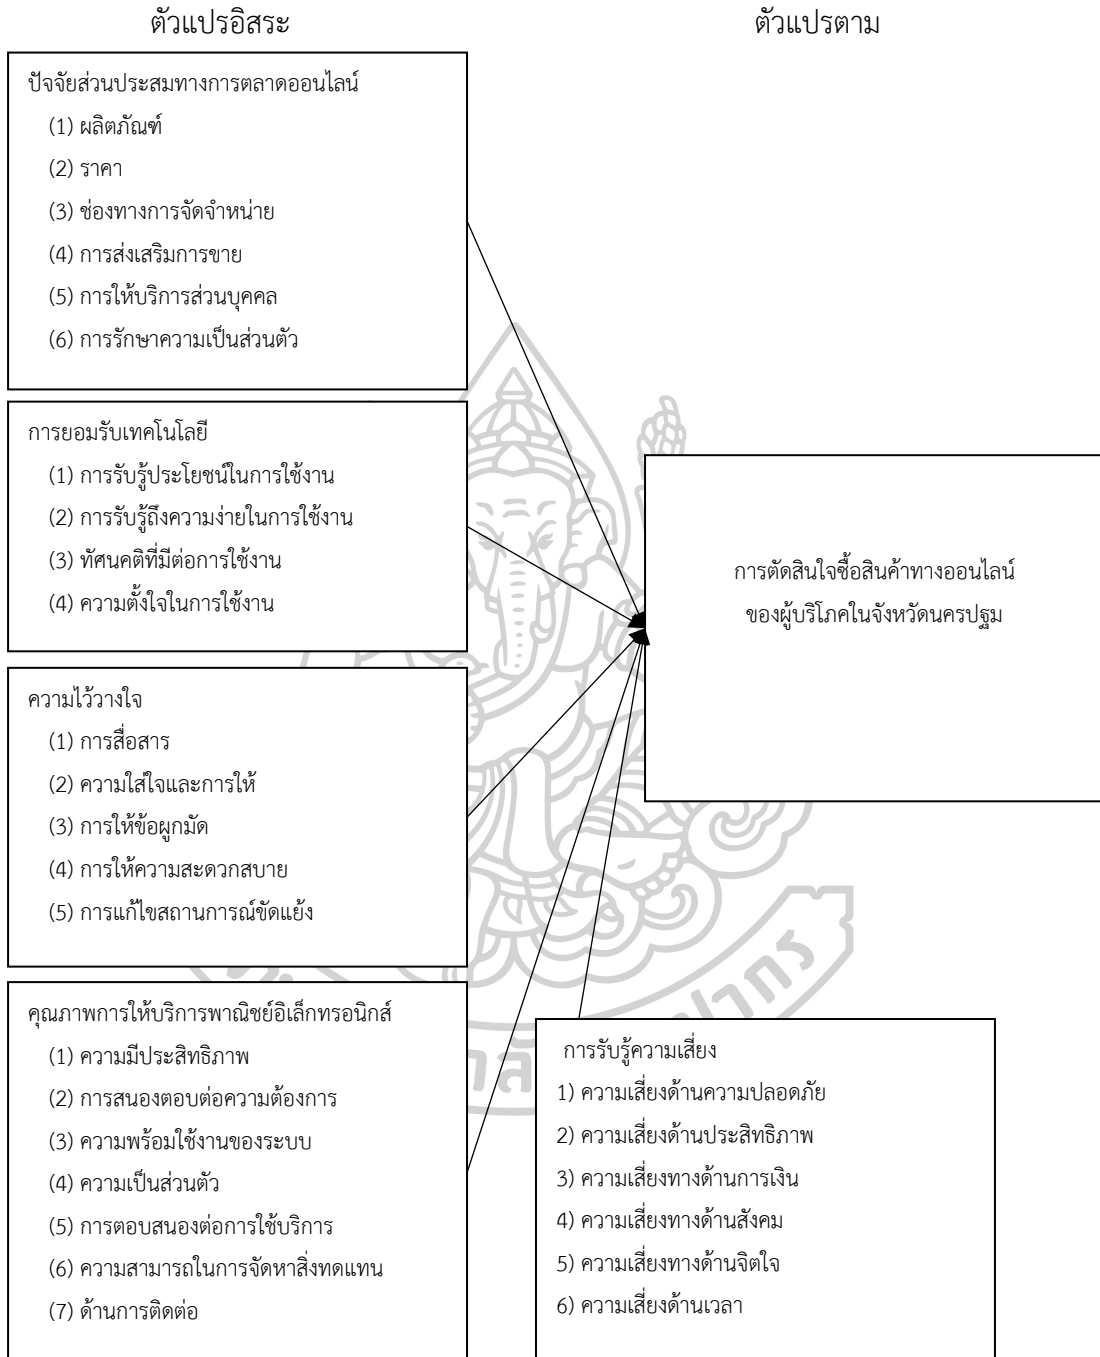 ตัวแปรอิสระ
ตัวแปรตาม
ปัจจัยส่วนประสมทางการตลาดออนไลน์
(1) ผลิตภัณฑ์
(2) ราคา
(3) ช่องทางการจัดจำหน่าย
(4) การส่งเสริมการขาย
(5) การให้บริการส่วนบุคคล
(6) การรักษาความเป็นส่วนตัว
การยอมรับเทคโนโลยี
(1) การรับรู้ประโยชน์ในการใช้งาน
(2) การรับรู้ถึงความง่ายในการใช้งาน
(3) ทัศนคติที่มีต่อการใช้งาน
(4) ความตั้งใจในการใช้งาน
การตัดสินใจซื้อสินค้าทางออนไลน์
ของผู้บริโภคในจังหวัดนครปฐม
ความไว้วางใจ
(1) การสื่อสาร
(2) ความใส่ใจและการให้
(3) การให้ข้อผูกมัด
(4) การให้ความสะดวกสบาย
(5) การแก้ไขสถานการณ์ขัดแย้ง
คุณภาพการให้บริการพาณิชย์อิเล็กทรอนิกส์
(1) ความมีประสิทธิภาพ
(2) การสนองตอบต่อความต้องการ
(3) ความพร้อมใช้งานของระบบ
(4) ความเป็นส่วนตัว
(5) การตอบสนองต่อการใช้บริการ
(6) ความสามารถในการจัดหาสิ่งทดแทน
(7) ด้านการติดต่อ
การรับรู้ความเสี่ยง
1) ความเสี่ยงด้านความปลอดภัย
2) ความเสี่ยงด้านประสิทธิภาพ
3) ความเสี่ยงทางด้านการเงิน
4) ความเสี่ยงทางด้านสังคม
5) ความเสี่ยงทางด้านจิตใจ
6) ความเสี่ยงด้านเวลา